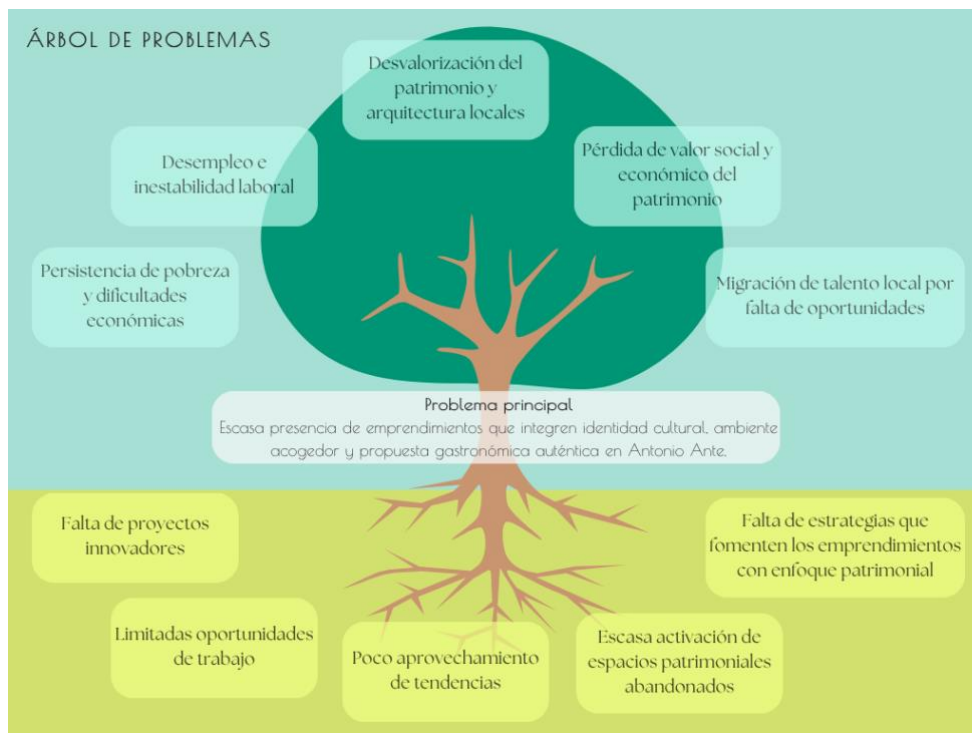 ÁRBOL DE PROBLEMAS
Desvalorización del
patrimonio y
arquitectura locales
Desempleo e
inestabilidad laboral
Pérdida de valor social y
económico del
patrimonio
Persistencia de pobreza
y dificultades
económicas
Migración de talento local por
falta de oportunidades
Problema principal
Escasa presencia de emprendimientos que integren identidad cultural, ambiente
acogedor y propuesta gastronómica auténtica en Antonio Ante.
Falta de proyectos
innovadores
Falta de estrategias que
fomenten los emprendimientos
con enfoque patrimonial
Limitadas oportunidades
de trabajo
Poco aprovechamiento
de tendencias
Escasa activación de
espacios patrimoniales
abandonados